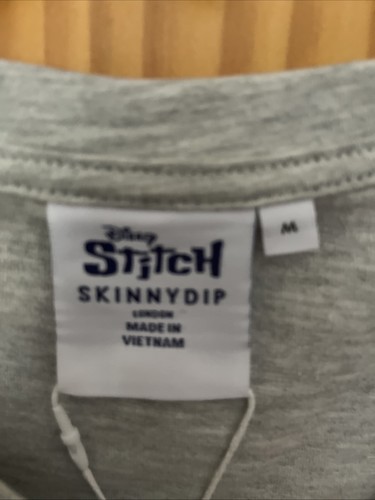 Disney
STiTCH
SKINNYDIP
LONDON
MADE IN
VIETNAM
M